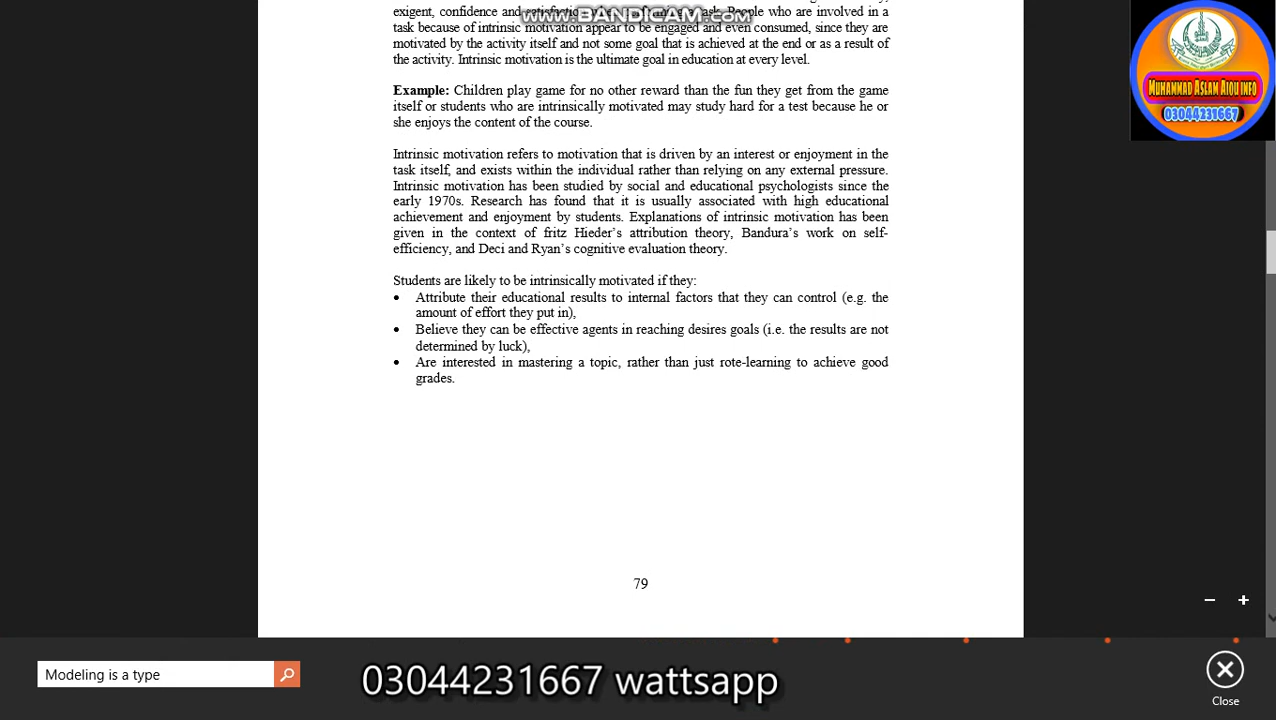 exigent, confidence and satisfaction
www.BANDICAM.com
task. People who are involved in a
task because of intrinsic motivation appear to be engaged and even consumed, since they are
motivated by the activity itself and not some goal that is achieved at the end or as a result of
the activity. Intrinsic motivation is the ultimate goal in education at every level.
Example: Children play game for no other reward than the fun they get from the game
itself or students who are intrinsically motivated may study hard for a test because he or
she enjoys the content of the course.
Intrinsic motivation refers to motivation that is driven by an interest or enjoyment in the
task itself, and exists within the individual rather than relying on any external pressure.
Intrinsic motivation has been studied by social and educational psychologists since the
early 1970s. Research has found that it is usually associated with high educational
achievement and enjoyment by students. Explanations of intrinsic motivation has been
given in the context of fritz Hieder's attribution theory, Bandura's work on self-
efficiency, and Deci and Ryan's cognitive evaluation theory.
Students are likely to be intrinsically motivated if they:
• Attribute their educational results to internal factors that they can control (e.g. the
amount of effort they put in),
• Believe they can be effective agents in reaching desires goals (i.e. the results are not
determined by luck),
• Are interested in mastering a topic, rather than just rote-learning to achieve good
grades.
79
MUHAMMAD ASLAM AIOU INFO
03044231667
Modeling is a type
03044231667 wattsapp
Close